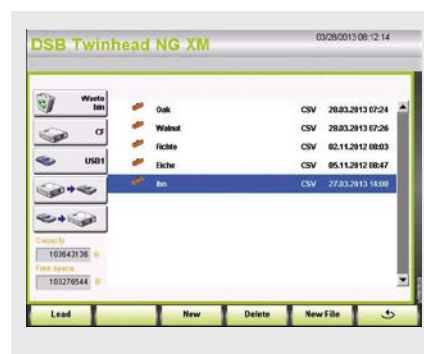 DSB Twinhead NG XM
03/28/2013 08:12:14
Waste bin
CF
USB1
Oak CSV 28.03.2013 07:24
Walnut CSV 28.03.2013 07:26
Fichte CSV 02.11.2012 08:03
Eiche CSV 05.11.2012 08:47
ibn CSV 27.03.2013 14:00
Capacity
103643136 B
Free space
103276544 B
Load
New
Delete
New File